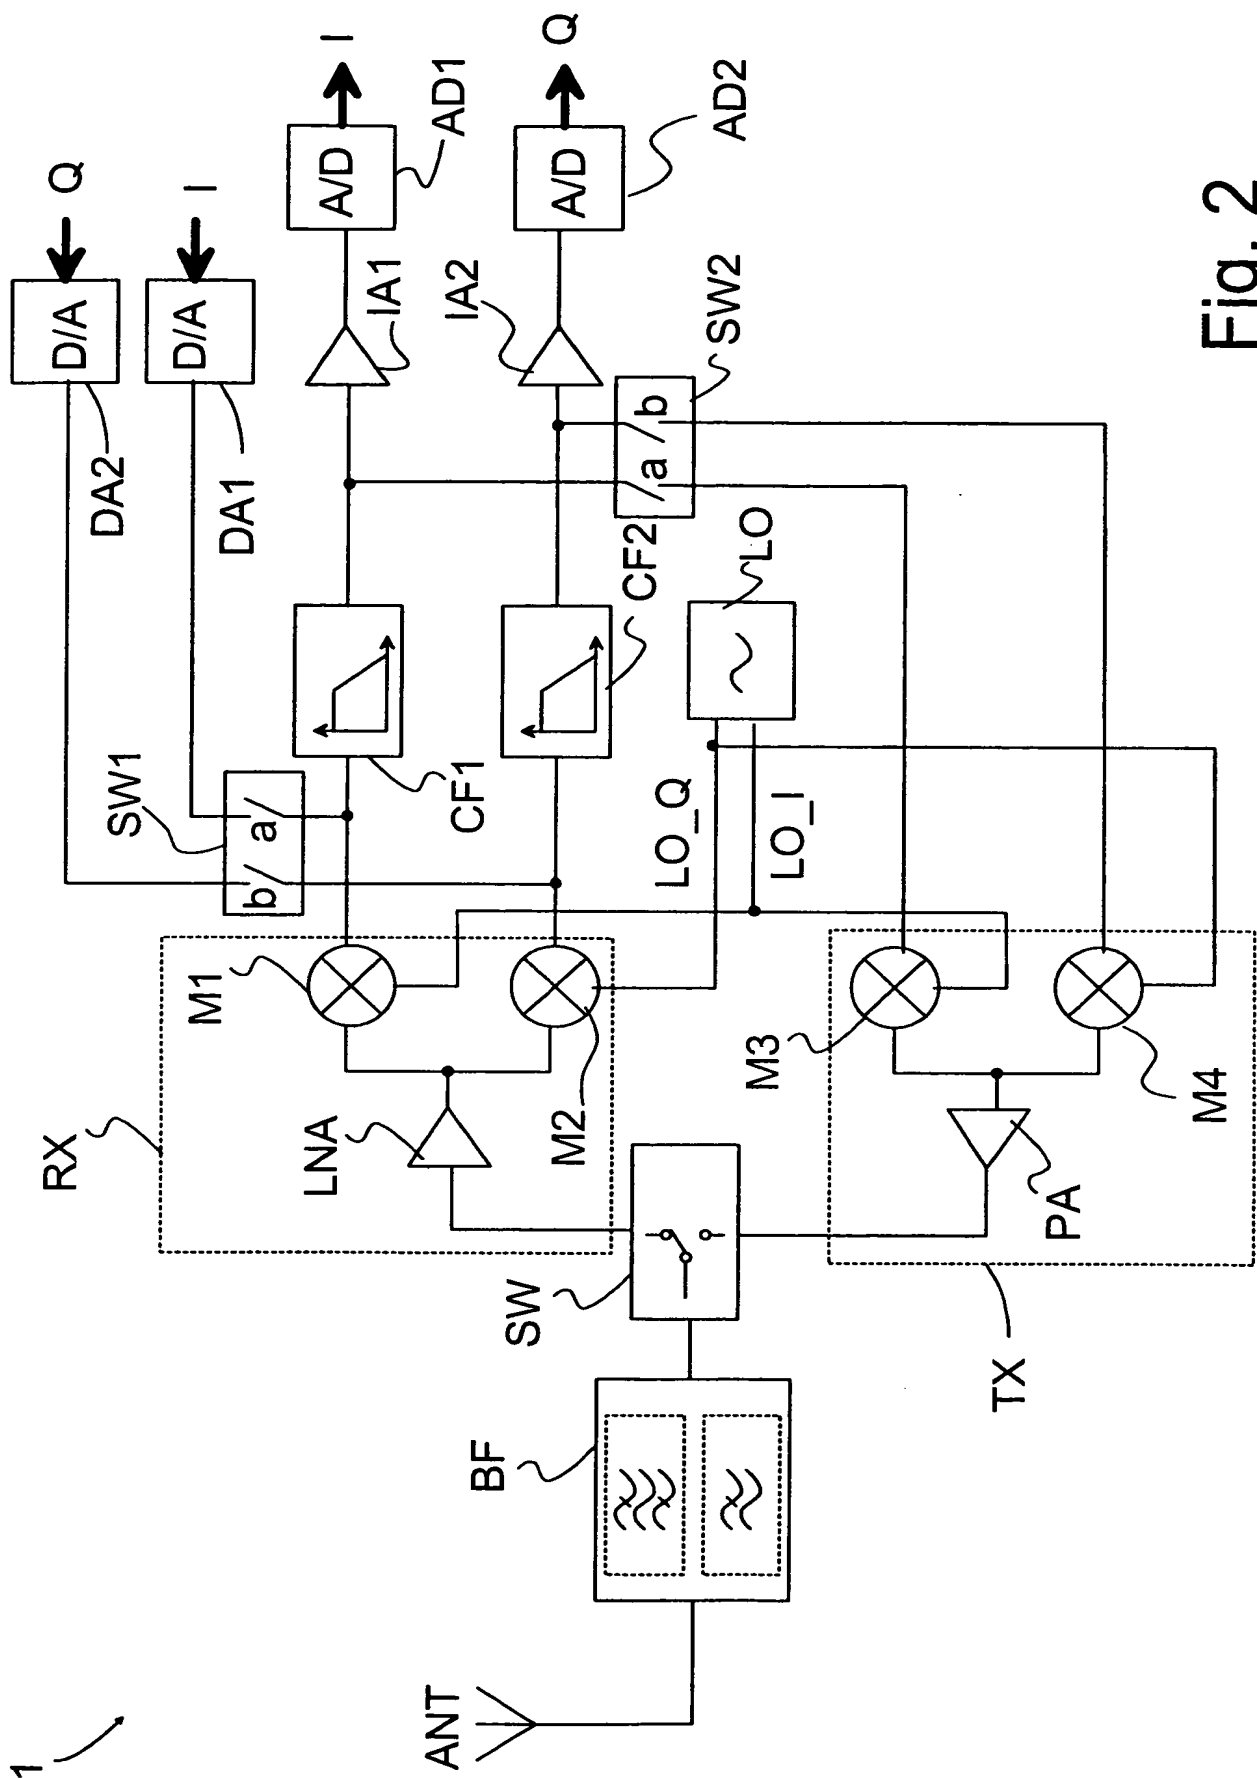 1
ANT
BF
SW
RX
LNA
M1
M2
SW1
b
a
CF1
CF2
DA2
DA1
D/A
Q
D/A
I
IA1
A/D
I
AD1
IA2
A/D
Q
AD2
SW2
a
b
LO
LO_Q
LO_I
M3
M4
PA
TX
Fig. 2